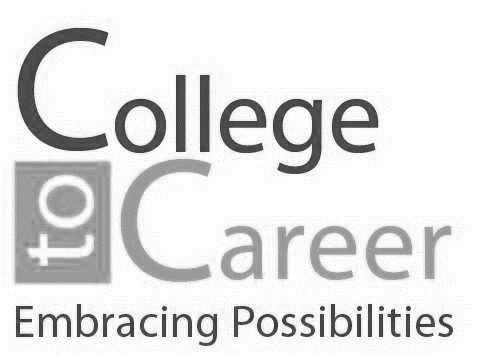 College
to Career
Embracing Possibilities